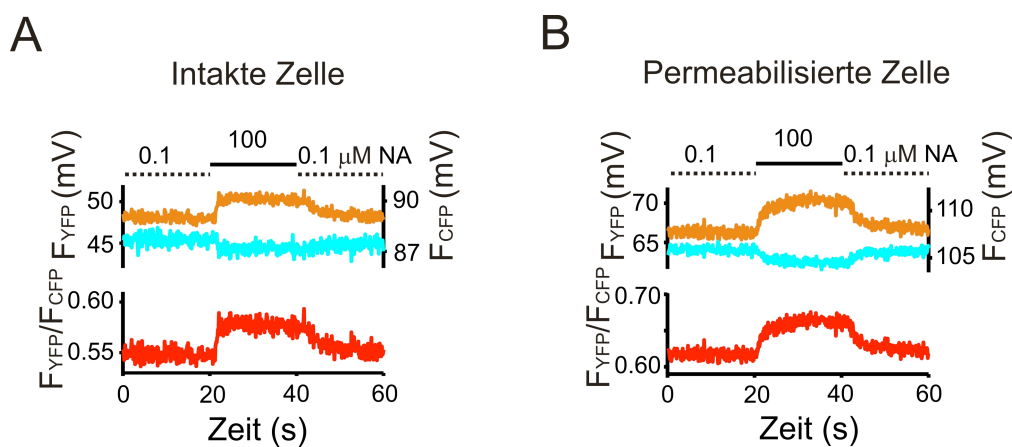 A
Intakte Zelle
0.1
100
0.1 μM NA
FYFP (mV)
50
45
90
87
FCFP (mV)
FYFP/FCFP
0.60
0.55
0
20
40
60
Zeit (s)
B
Permeabilisierte Zelle
0.1
100
0.1 μM NA
FYFP (mV)
70
65
110
105
FCFP (mV)
FYFP/FCFP
0.70
0.60
0
20
40
60
Zeit (s)